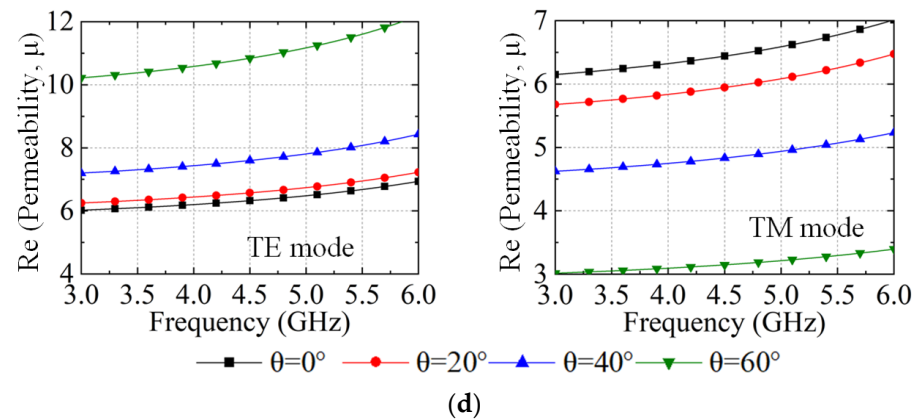 Re (Permeability, μ)
12
10
8
6
4
TE mode
3.0 3.5 4.0 4.5 5.0 5.5 6.0
Frequency (GHz)
Re (Permeability, μ)
7
6
5
4
3
TM mode
3.0 3.5 4.0 4.5 5.0 5.5 6.0
Frequency (GHz)
θ=0° θ=20° θ=40° θ=60°
(d)